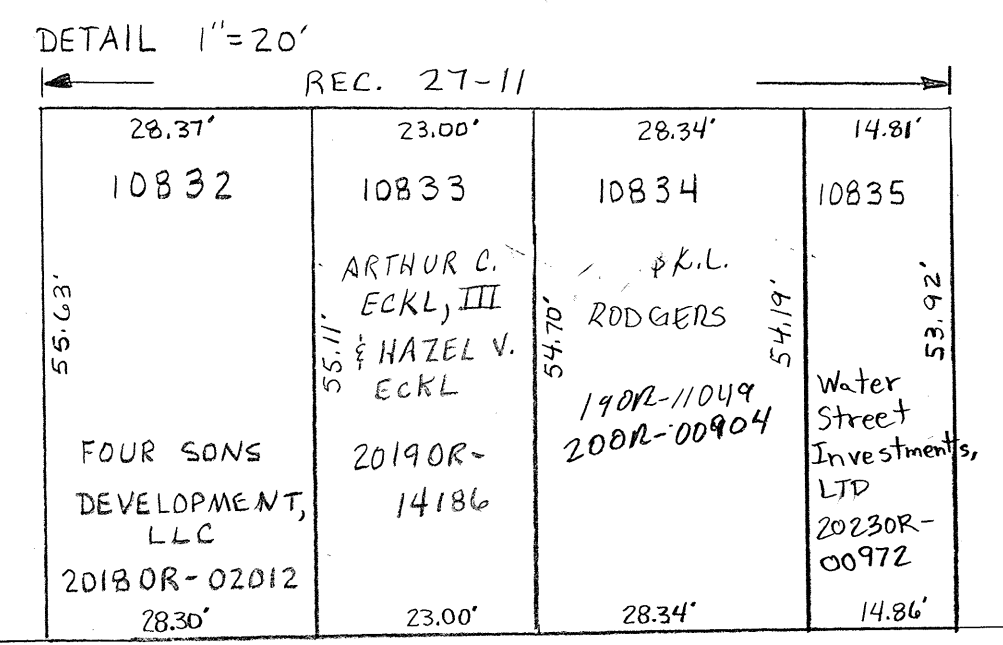 DETAIL 1"=20'
REC. 27-11
28.37'
10832
55.63'
FOUR SONS
DEVELOPMENT,
LLC
2018OR-02012
28.30'
23.00'
10833
ARTHUR C.
ECKL, III
& HAZEL V.
ECKL
55.11'
2019OR-
14186
23.00'
28.34'
10834
& K.L.
RODGERS
54.70'
54.19'
19OR-11049
20OR-00904
28.34'
14.81'
10835
53.92'
Water
Street
Investments,
LTD
2023OR-
00972
14.86'